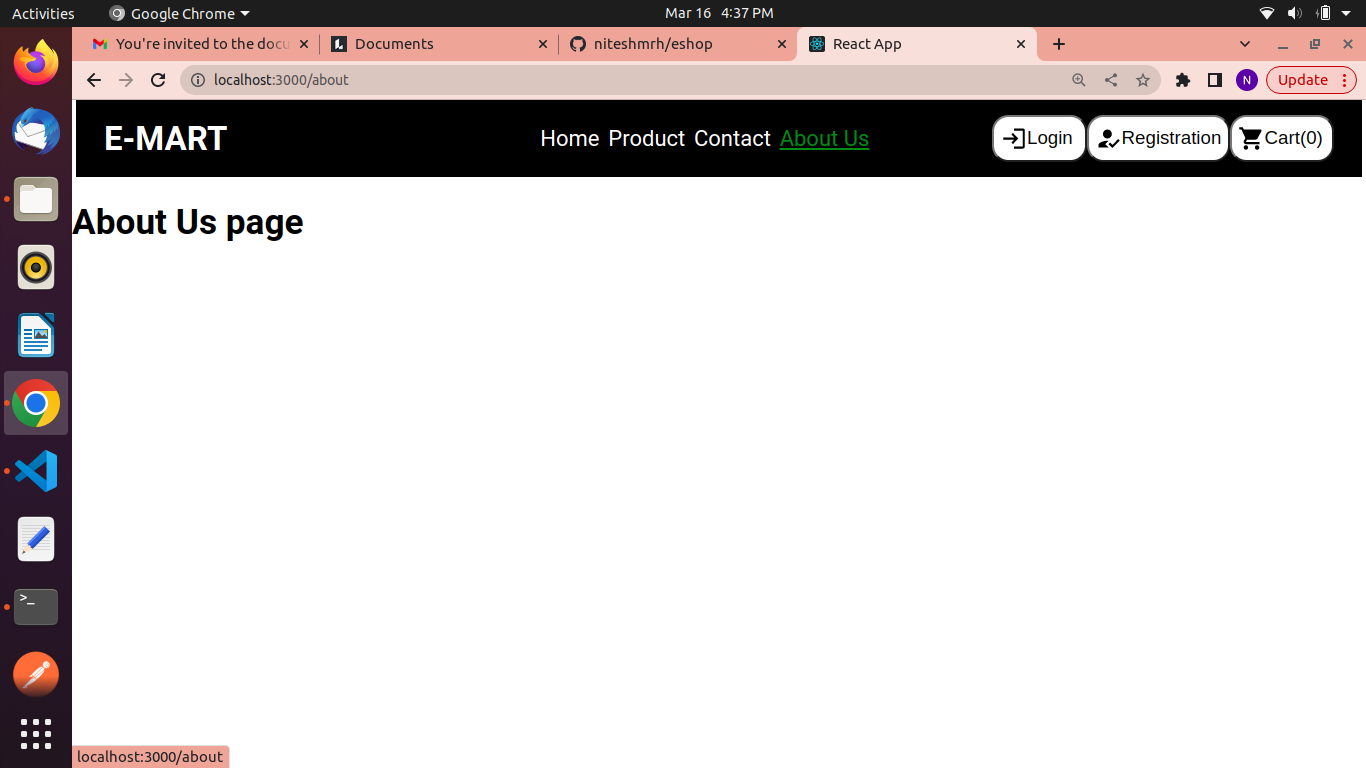 Activities Google Chrome Mar 16 4:37 PM
You're invited to the docu Documents niteshmrh/eshop React App
localhost:3000/about N Update
E-MART Home Product Contact About Us Login Registration Cart(0)
About Us page
>_
localhost:3000/about